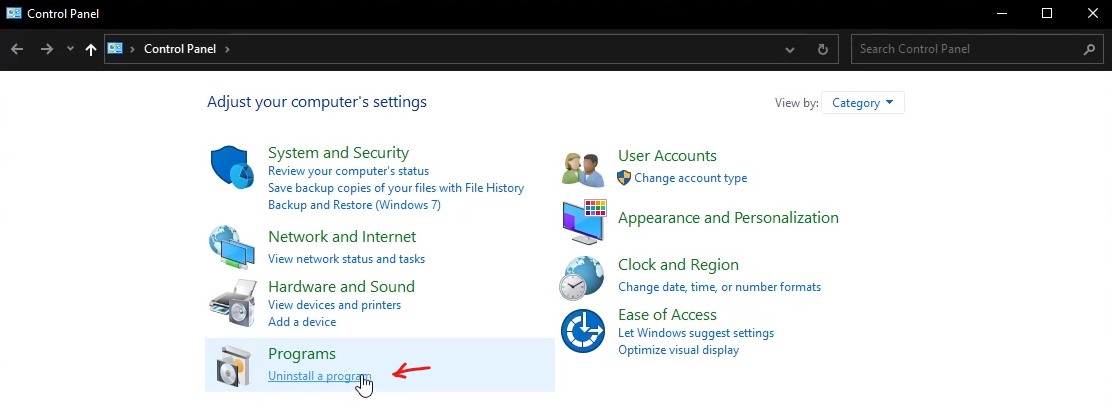 Control Panel
Control Panel
Search Control Panel
Adjust your computer's settings
View by: Category
System and Security
Review your computer's status
Save backup copies of your files with File History
Backup and Restore (Windows 7)
Network and Internet
View network status and tasks
Hardware and Sound
View devices and printers
Add a device
Programs
Uninstall a program
User Accounts
Change account type
Appearance and Personalization
Clock and Region
Change date, time, or number formats
Ease of Access
Let Windows suggest settings
Optimize visual display